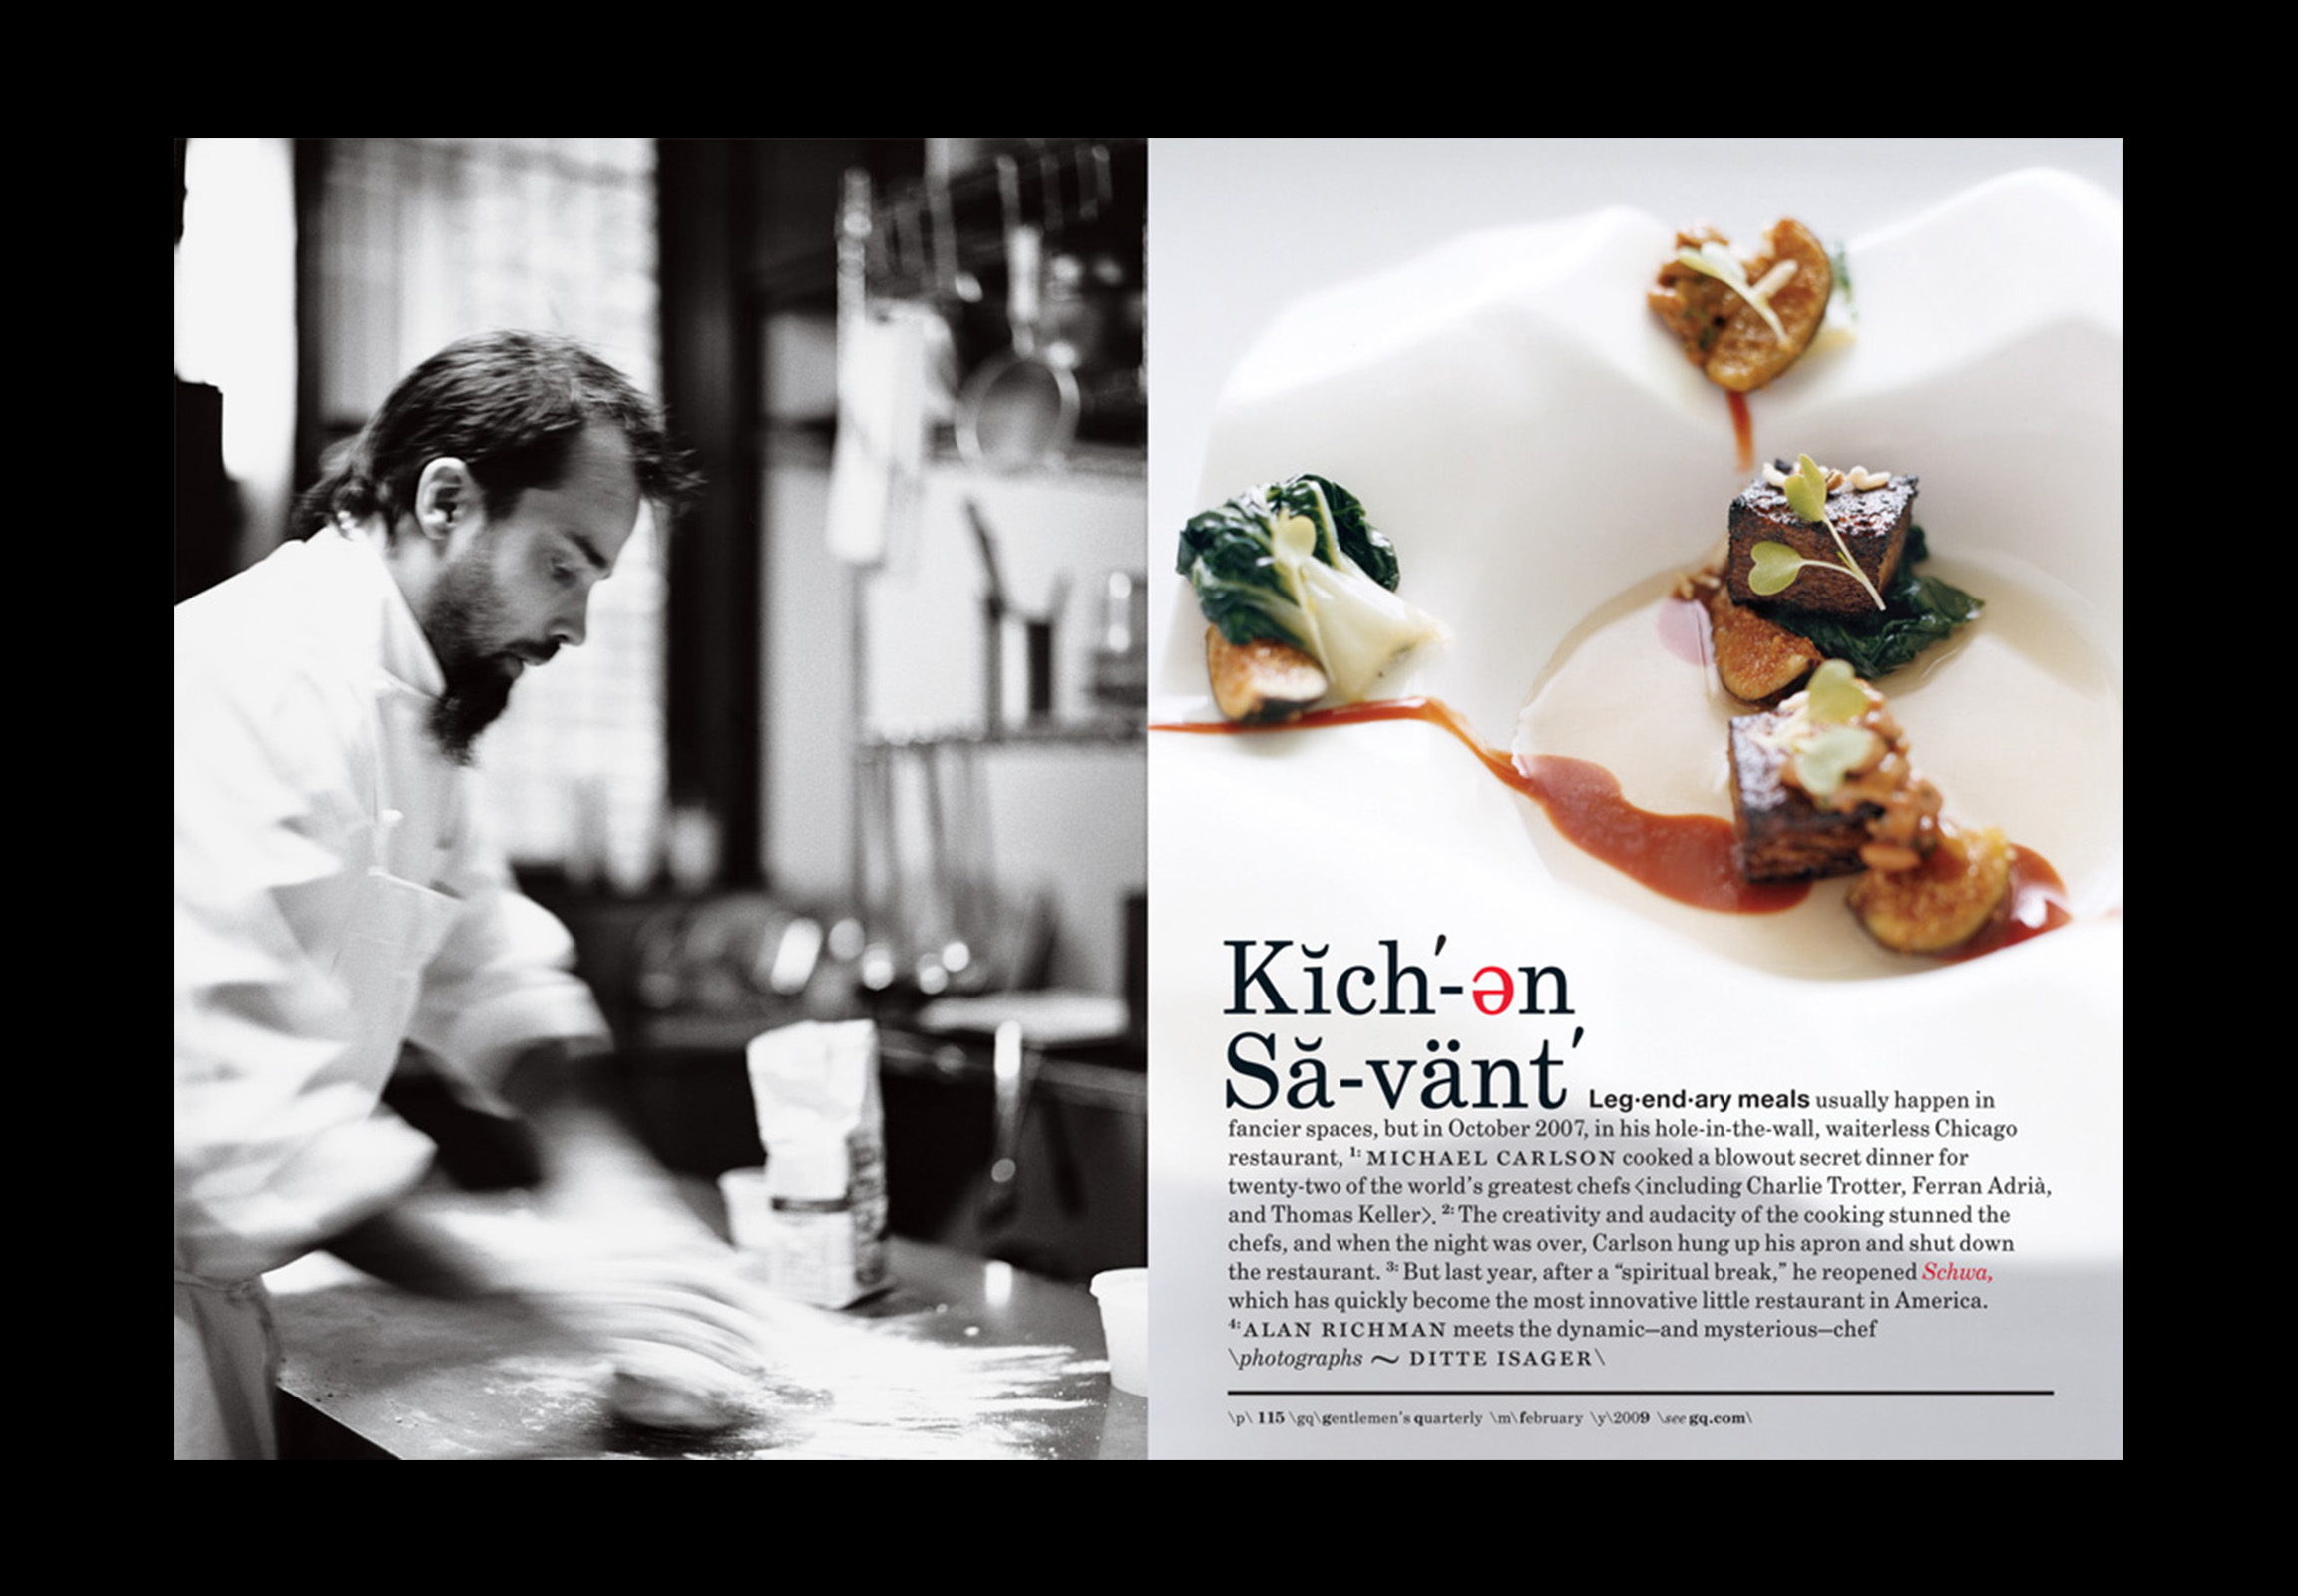 Kĭch′-ən
Să-vänt′ Leg·end·ary meals usually happen in
fancier spaces, but in October 2007, in his hole-in-the-wall, waiterless Chicago
restaurant, ¹: MICHAEL CARLSON cooked a blowout secret dinner for
twenty-two of the world's greatest chefs <including Charlie Trotter, Ferran Adrià,
and Thomas Keller>. ²: The creativity and audacity of the cooking stunned the
chefs, and when the night was over, Carlson hung up his apron and shut down
the restaurant. ³: But last year, after a “spiritual break,” he reopened Schwa,
which has quickly become the most innovative little restaurant in America.
⁴: ALAN RICHMAN meets the dynamic—and mysterious—chef
\photographs ~ DITTE ISAGER\
\p\ 115 \gq\gentlemen's quarterly \m\february \y\2009 \see gq.com\